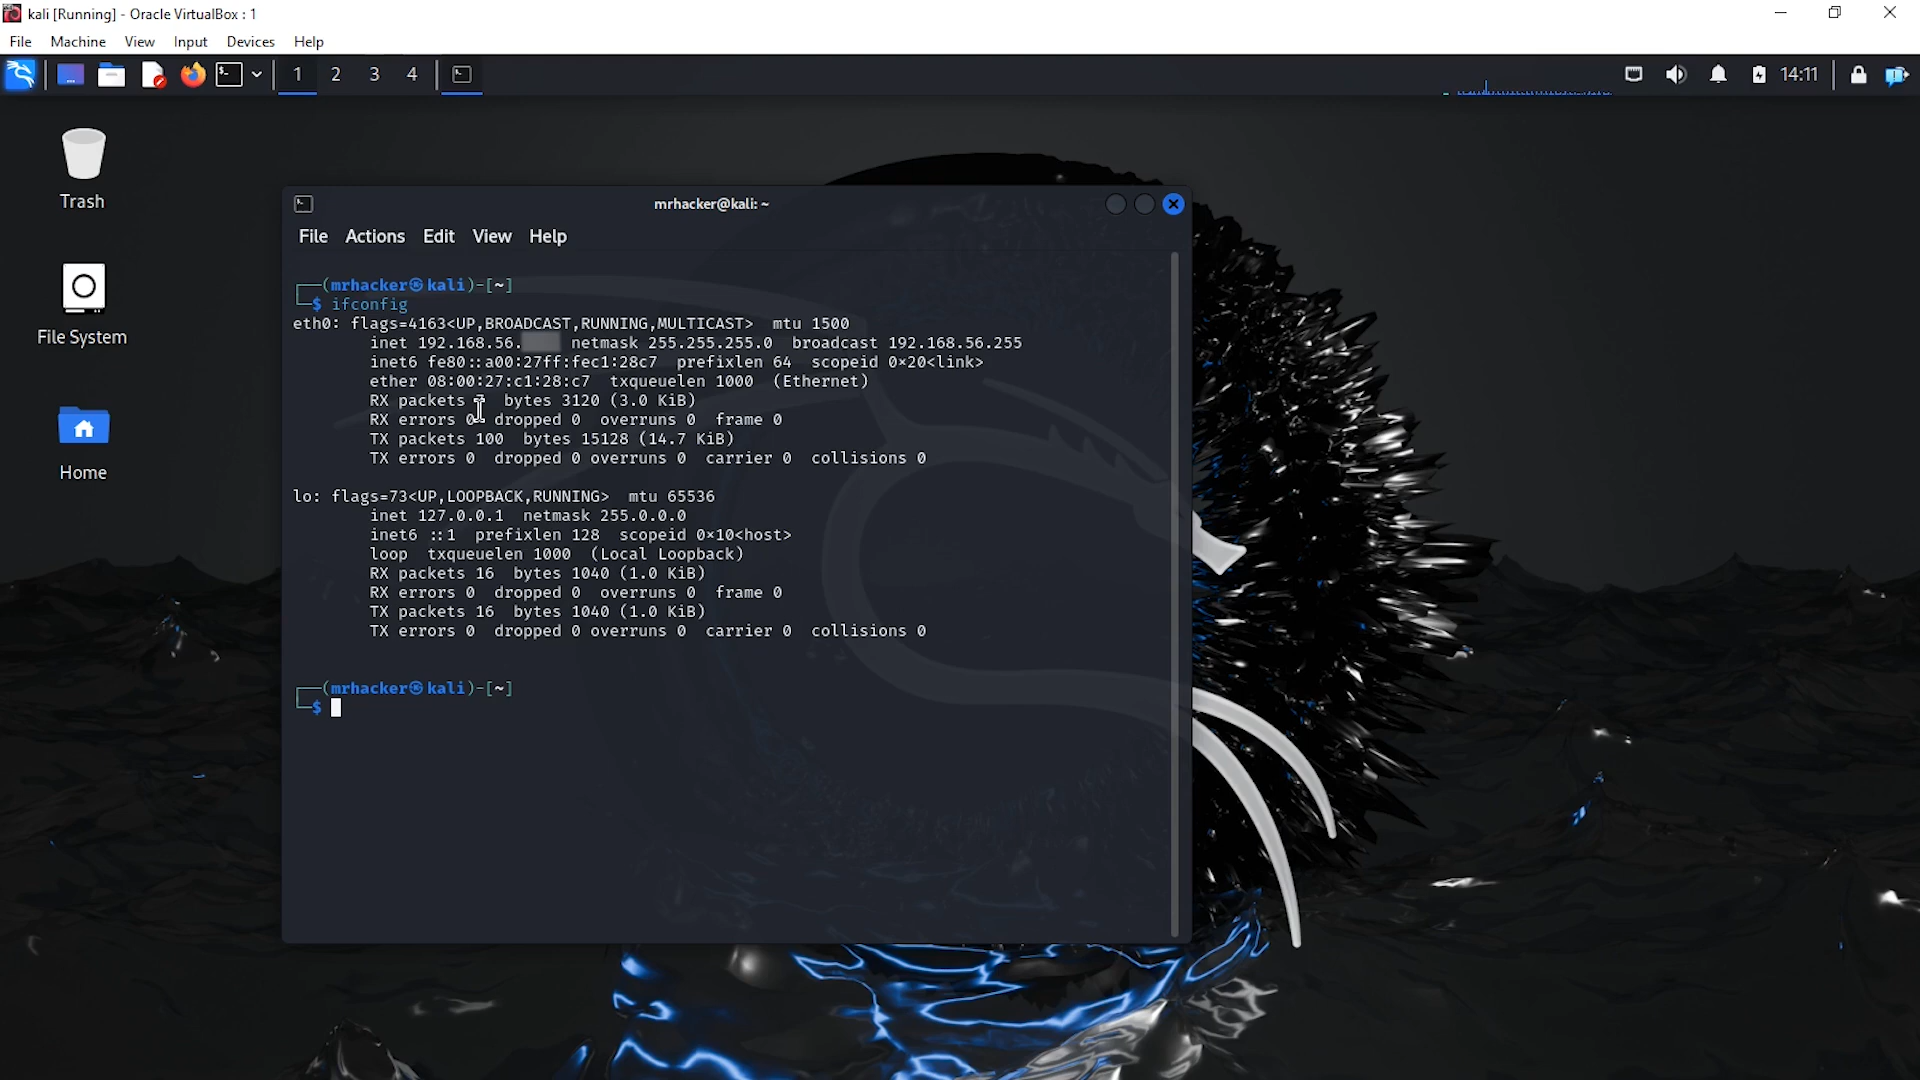 kali [Running] - Oracle VirtualBox : 1
File Machine View Input Devices Help
1 2 3 4 14:11
Trash
File System
Home
mrhacker@kali: ~
File Actions Edit View Help
┌──(mrhacker㉿kali)-[~]
└─$ ifconfig
eth0: flags=4163<UP,BROADCAST,RUNNING,MULTICAST> mtu 1500
inet 192.168.56. netmask 255.255.255.0 broadcast 192.168.56.255
inet6 fe80::a00:27ff:fec1:28c7 prefixlen 64 scopeid 0×20<link>
ether 08:00:27:c1:28:c7 txqueuelen 1000 (Ethernet)
RX packets bytes 3120 (3.0 KiB)
RX errors 0 dropped 0 overruns 0 frame 0
TX packets 100 bytes 15128 (14.7 KiB)
TX errors 0 dropped 0 overruns 0 carrier 0 collisions 0
lo: flags=73<UP,LOOPBACK,RUNNING> mtu 65536
inet 127.0.0.1 netmask 255.0.0.0
inet6 ::1 prefixlen 128 scopeid 0×10<host>
loop txqueuelen 1000 (Local Loopback)
RX packets 16 bytes 1040 (1.0 KiB)
RX errors 0 dropped 0 overruns 0 frame 0
TX packets 16 bytes 1040 (1.0 KiB)
TX errors 0 dropped 0 overruns 0 carrier 0 collisions 0
┌──(mrhacker㉿kali)-[~]
└─$